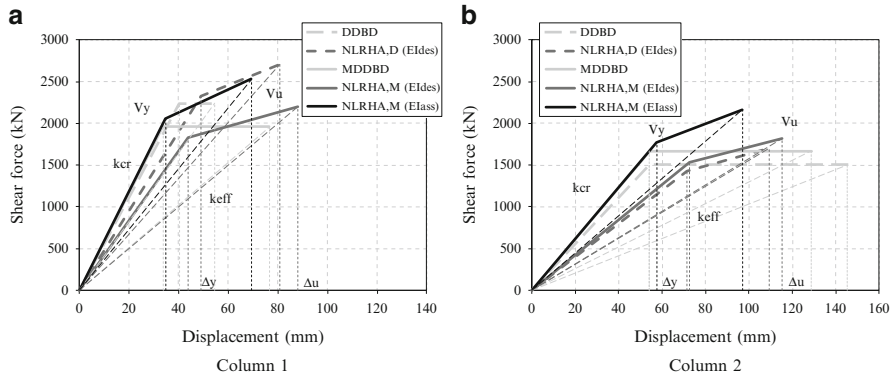 a
DDBD
NLRHA,D (EIdes)
MDDBD
NLRHA,M (EIdes)
NLRHA,M (EIass)
Shear force (kN)
3000
2500
2000
1500
1000
500
0
Vy
Vu
kcr
keff
Δy
Δu
0 20 40 60 80 100 120 140
Displacement (mm)
Column 1
b
DDBD
NLRHA,D (EIdes)
MDDBD
NLRHA,M (EIdes)
NLRHA,M (EIass)
Shear force (kN)
3000
2500
2000
1500
1000
500
0
Vy
Vu
kcr
keff
Δy
Δu
0 20 40 60 80 100 120 140 160
Displacement (mm)
Column 2